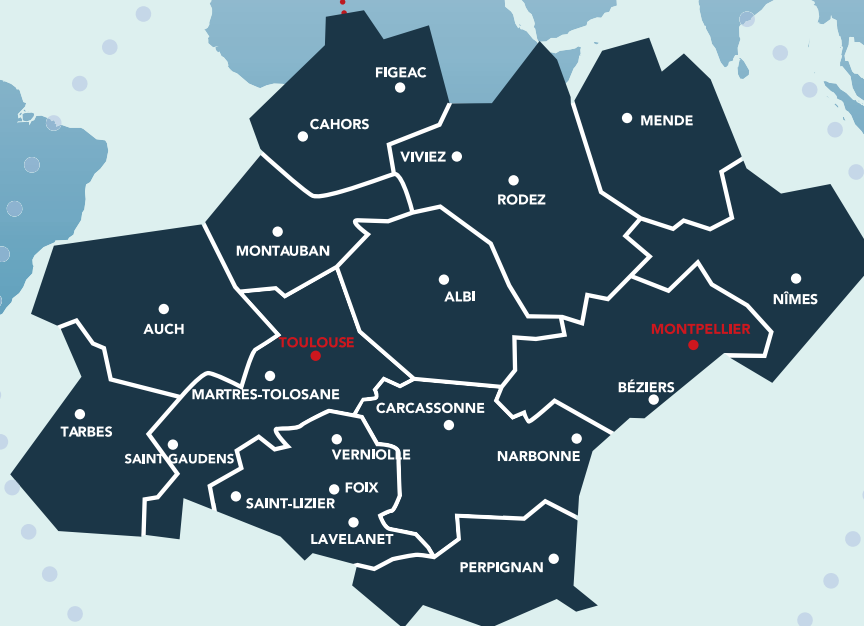 FIGEAC
CAHORS
MENDE
VIVIEZ
RODEZ
MONTAUBAN
ALBI
NÎMES
AUCH
TOULOUSE
MONTPELLIER
MARTRES-TOLOSANE
BÉZIERS
CARCASSONNE
TARBES
SAINT-GAUDENS
VERNIOLLE
NARBONNE
FOIX
SAINT-LIZIER
LAVELANET
PERPIGNAN